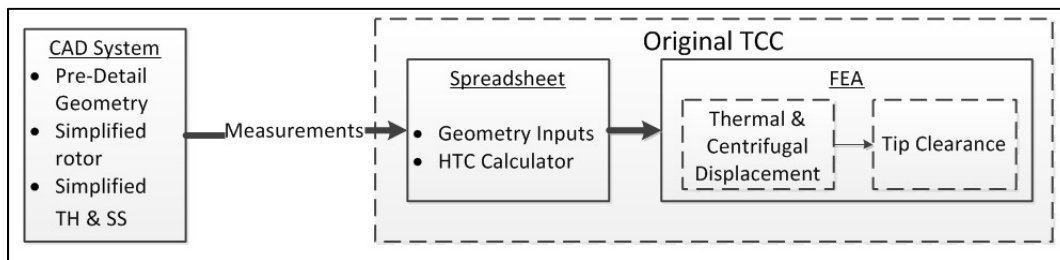 CAD System
• Pre-Detail
Geometry
• Simplified
rotor
• Simplified
TH & SS
Measurements
Original TCC
Spreadsheet
• Geometry Inputs
• HTC Calculator
FEA
Thermal &
Centrifugal
Displacement
Tip Clearance